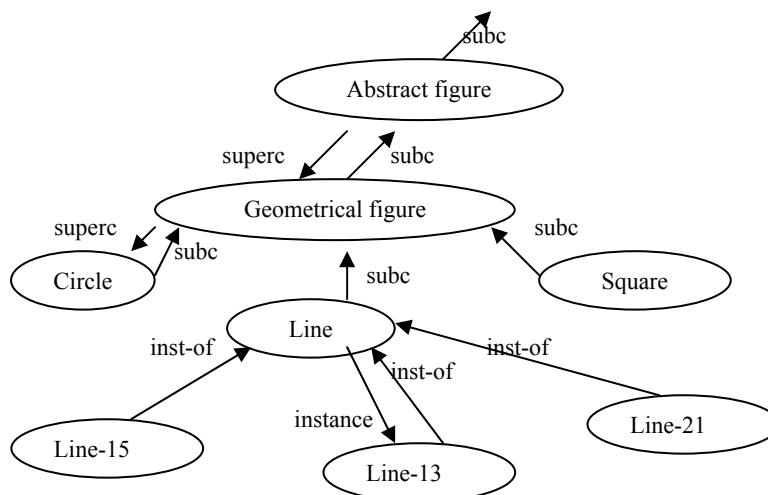 subc
Abstract figure
superc
subc
Geometrical figure
superc
subc
subc
Circle
subc
Square
Line
inst-of
inst-of
inst-of
instance
Line-15
Line-13
Line-21